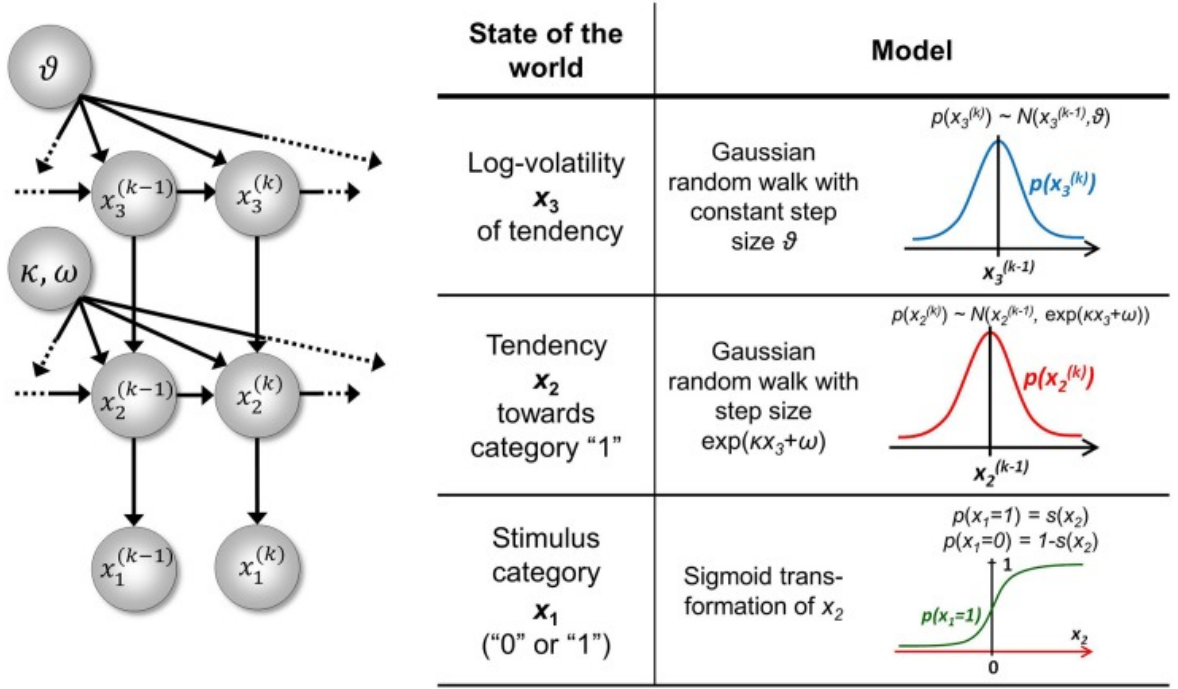 ϑ
x₃^(k-1)
x₃^(k)
κ, ω
x₂^(k-1)
x₂^(k)
x₁^(k-1)
x₁^(k)
State of the
world
Model
Log-volatility
x₃
of tendency
Gaussian
random walk with
constant step
size ϑ
p(x₃^(k)) ~ N(x₃^(k-1),ϑ)
p(x₃^(k))
x₃^(k-1)
Tendency
x₂
towards
category “1”
Gaussian
random walk with
step size
exp(κx₃+ω)
p(x₂^(k)) ~ N(x₂^(k-1), exp(κx₃+ω))
p(x₂^(k))
x₂^(k-1)
Stimulus
category
x₁
(“0” or “1”)
Sigmoid trans-
formation of x₂
p(x₁=1) = s(x₂)
p(x₁=0) = 1-s(x₂)
1
p(x₁=1)
x₂
0